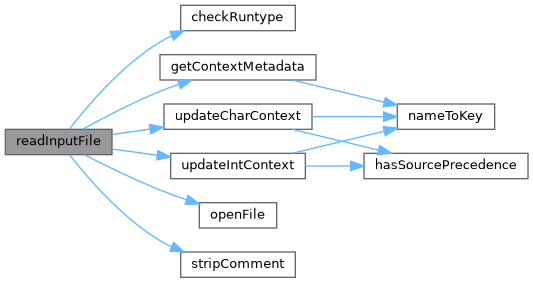 checkRuntype
getContextMetadata
updateCharContext
nameToKey
readInputFile
updateIntContext
hasSourcePrecedence
openFile
stripComment